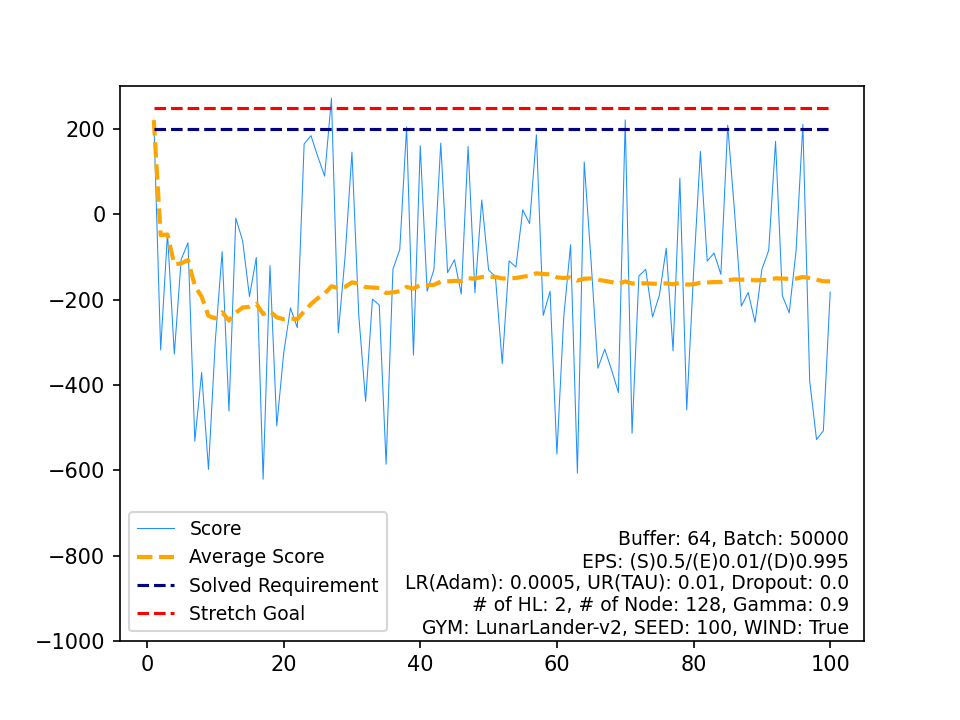 200
0
−200
−400
−600
−800
−1000
0
20
40
60
80
100
Score
Average Score
Solved Requirement
Stretch Goal
Buffer: 64, Batch: 50000
EPS: (S)0.5/(E)0.01/(D)0.995
LR(Adam): 0.0005, UR(TAU): 0.01, Dropout: 0.0
# of HL: 2, # of Node: 128, Gamma: 0.9
GYM: LunarLander-v2, SEED: 100, WIND: True